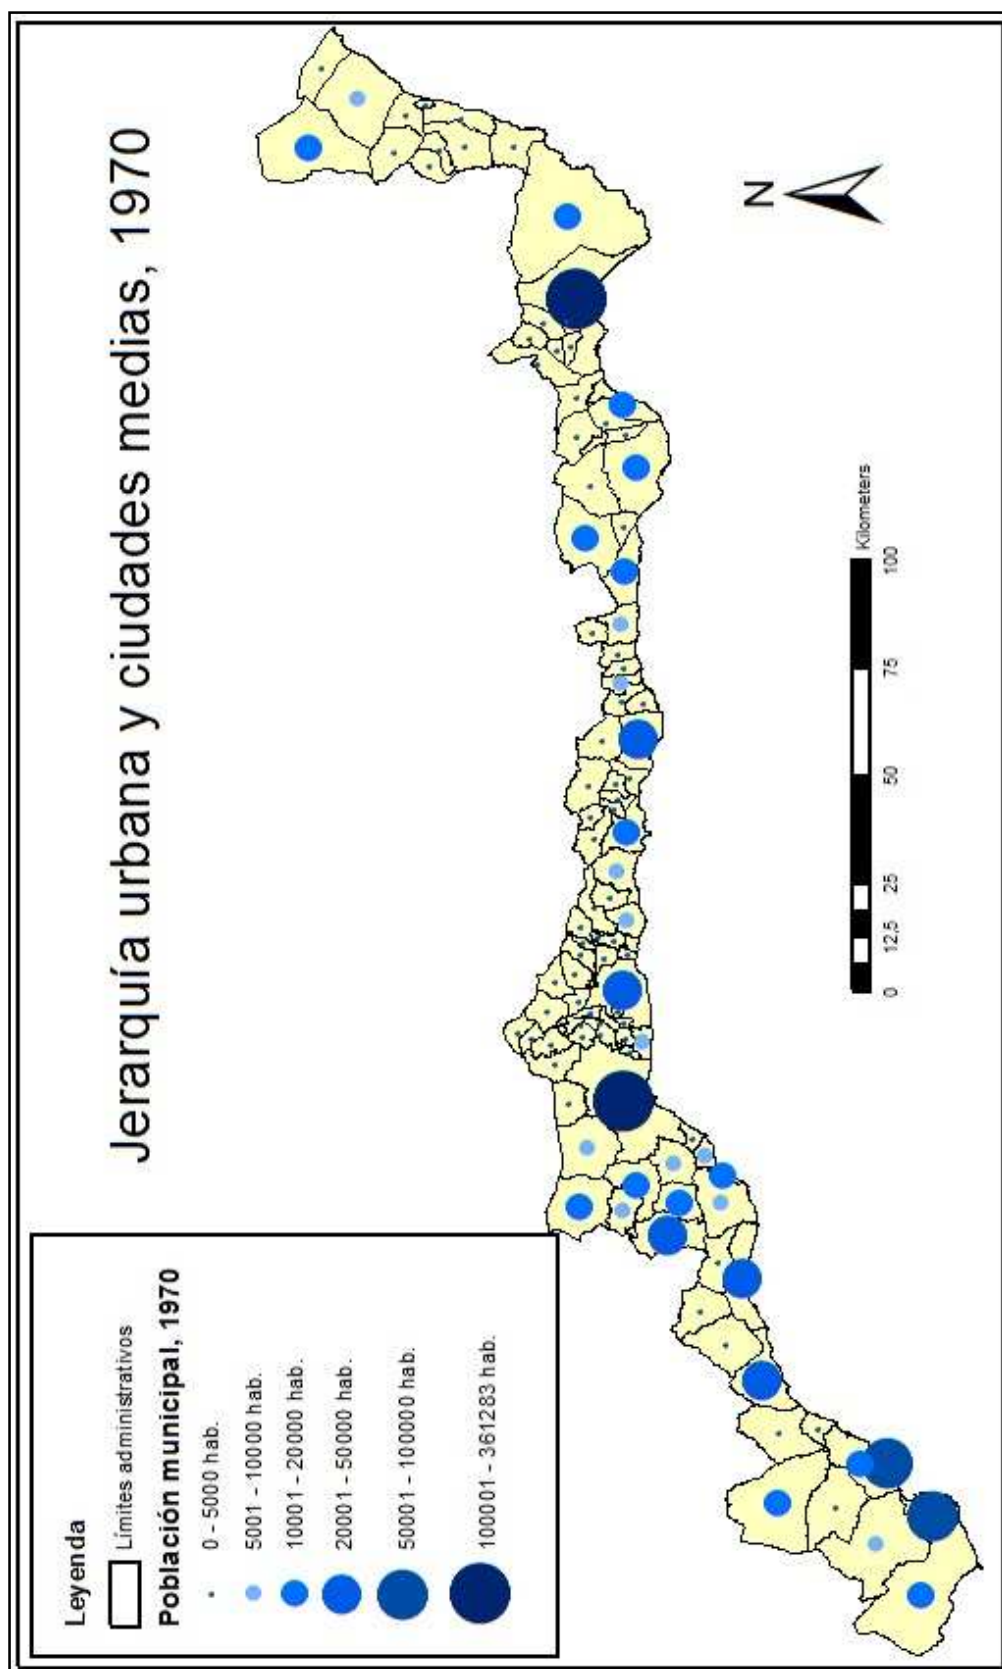 Jerarquía urbana y ciudades medias, 1970
Leyenda
Límites administrativos
Población municipal, 1970
0 - 5000 hab.
5001 - 10000 hab.
10001 - 20000 hab.
20001 - 50000 hab.
50001 - 100000 hab.
100001 - 361283 hab.
N
0 12,5 25 50 75 100
Kilometers